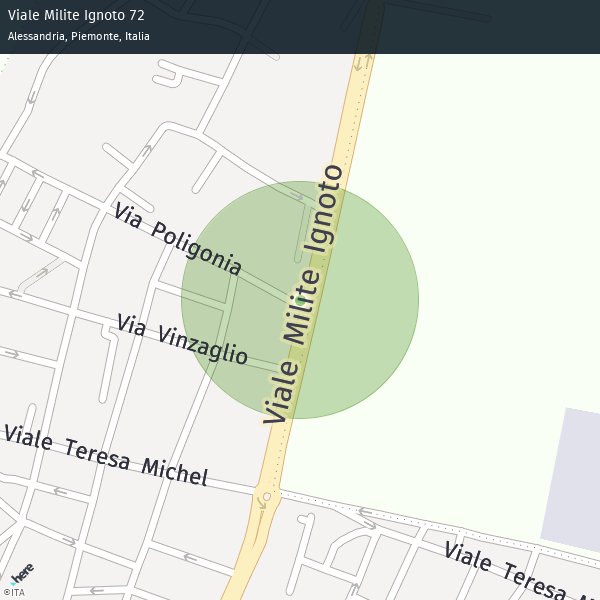 Viale Milite Ignoto 72
Alessandria, Piemonte, Italia
Viale Milite Ignoto
Via Poligonia
Via Vinzaglio
Viale Teresa Michel
Viale Teresa
here
©ITA